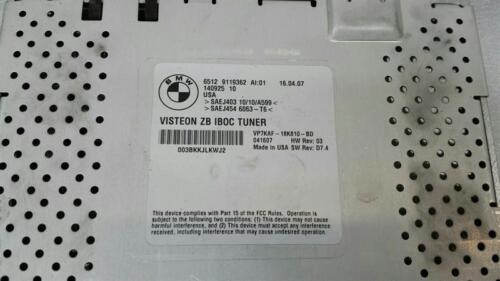 BMW
6512 9119362 AI:01 16.04.07
140925 10
USA
>SAEJ403 10/10/A599<
>SAEJ454 6063-T6<
VISTEON ZB IBOC TUNER
VP7KAF-18K810-BD
041607 HW Rev: 03
Made in USA SW Rev: D7.4
003BKKJLKWJ2
This device complies with Part 15 of the FCC Rules. Operation is subject to
the following two conditions: (1) This device may not cause
harmful interference, and (2) This device must accept any interference
received, including interference that may cause undesired operation.